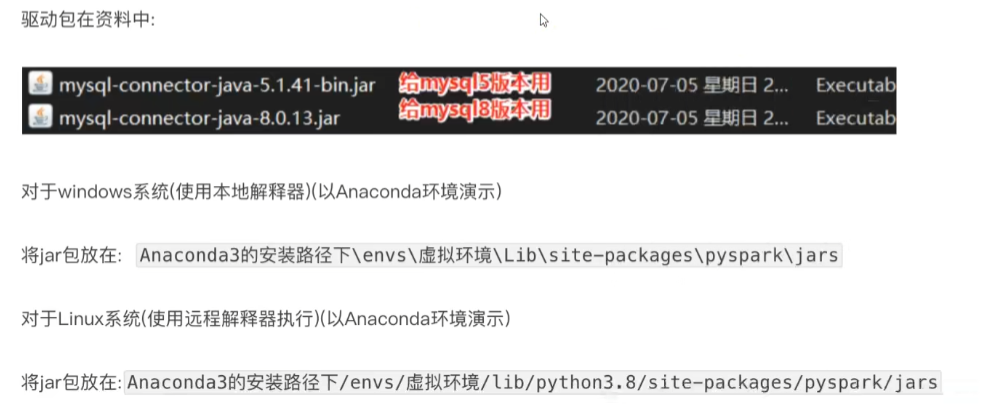 驱动包在资料中:
mysql-connector-java-5.1.41-bin.jar 给mysql5版本用 2020-07-05 星期日 2... Executab
mysql-connector-java-8.0.13.jar 给mysql8版本用 2020-07-05 星期日 2... Executab
对于windows系统(使用本地解释器)(以Anaconda环境演示)
将jar包放在: Anaconda3的安装路径下\envs\虚拟环境\Lib\site-packages\pyspark\jars
对于Linux系统(使用远程解释器执行)(以Anaconda环境演示)
将jar包放在:Anaconda3的安装路径下/envs/虚拟环境/lib/python3.8/site-packages/pyspark/jars